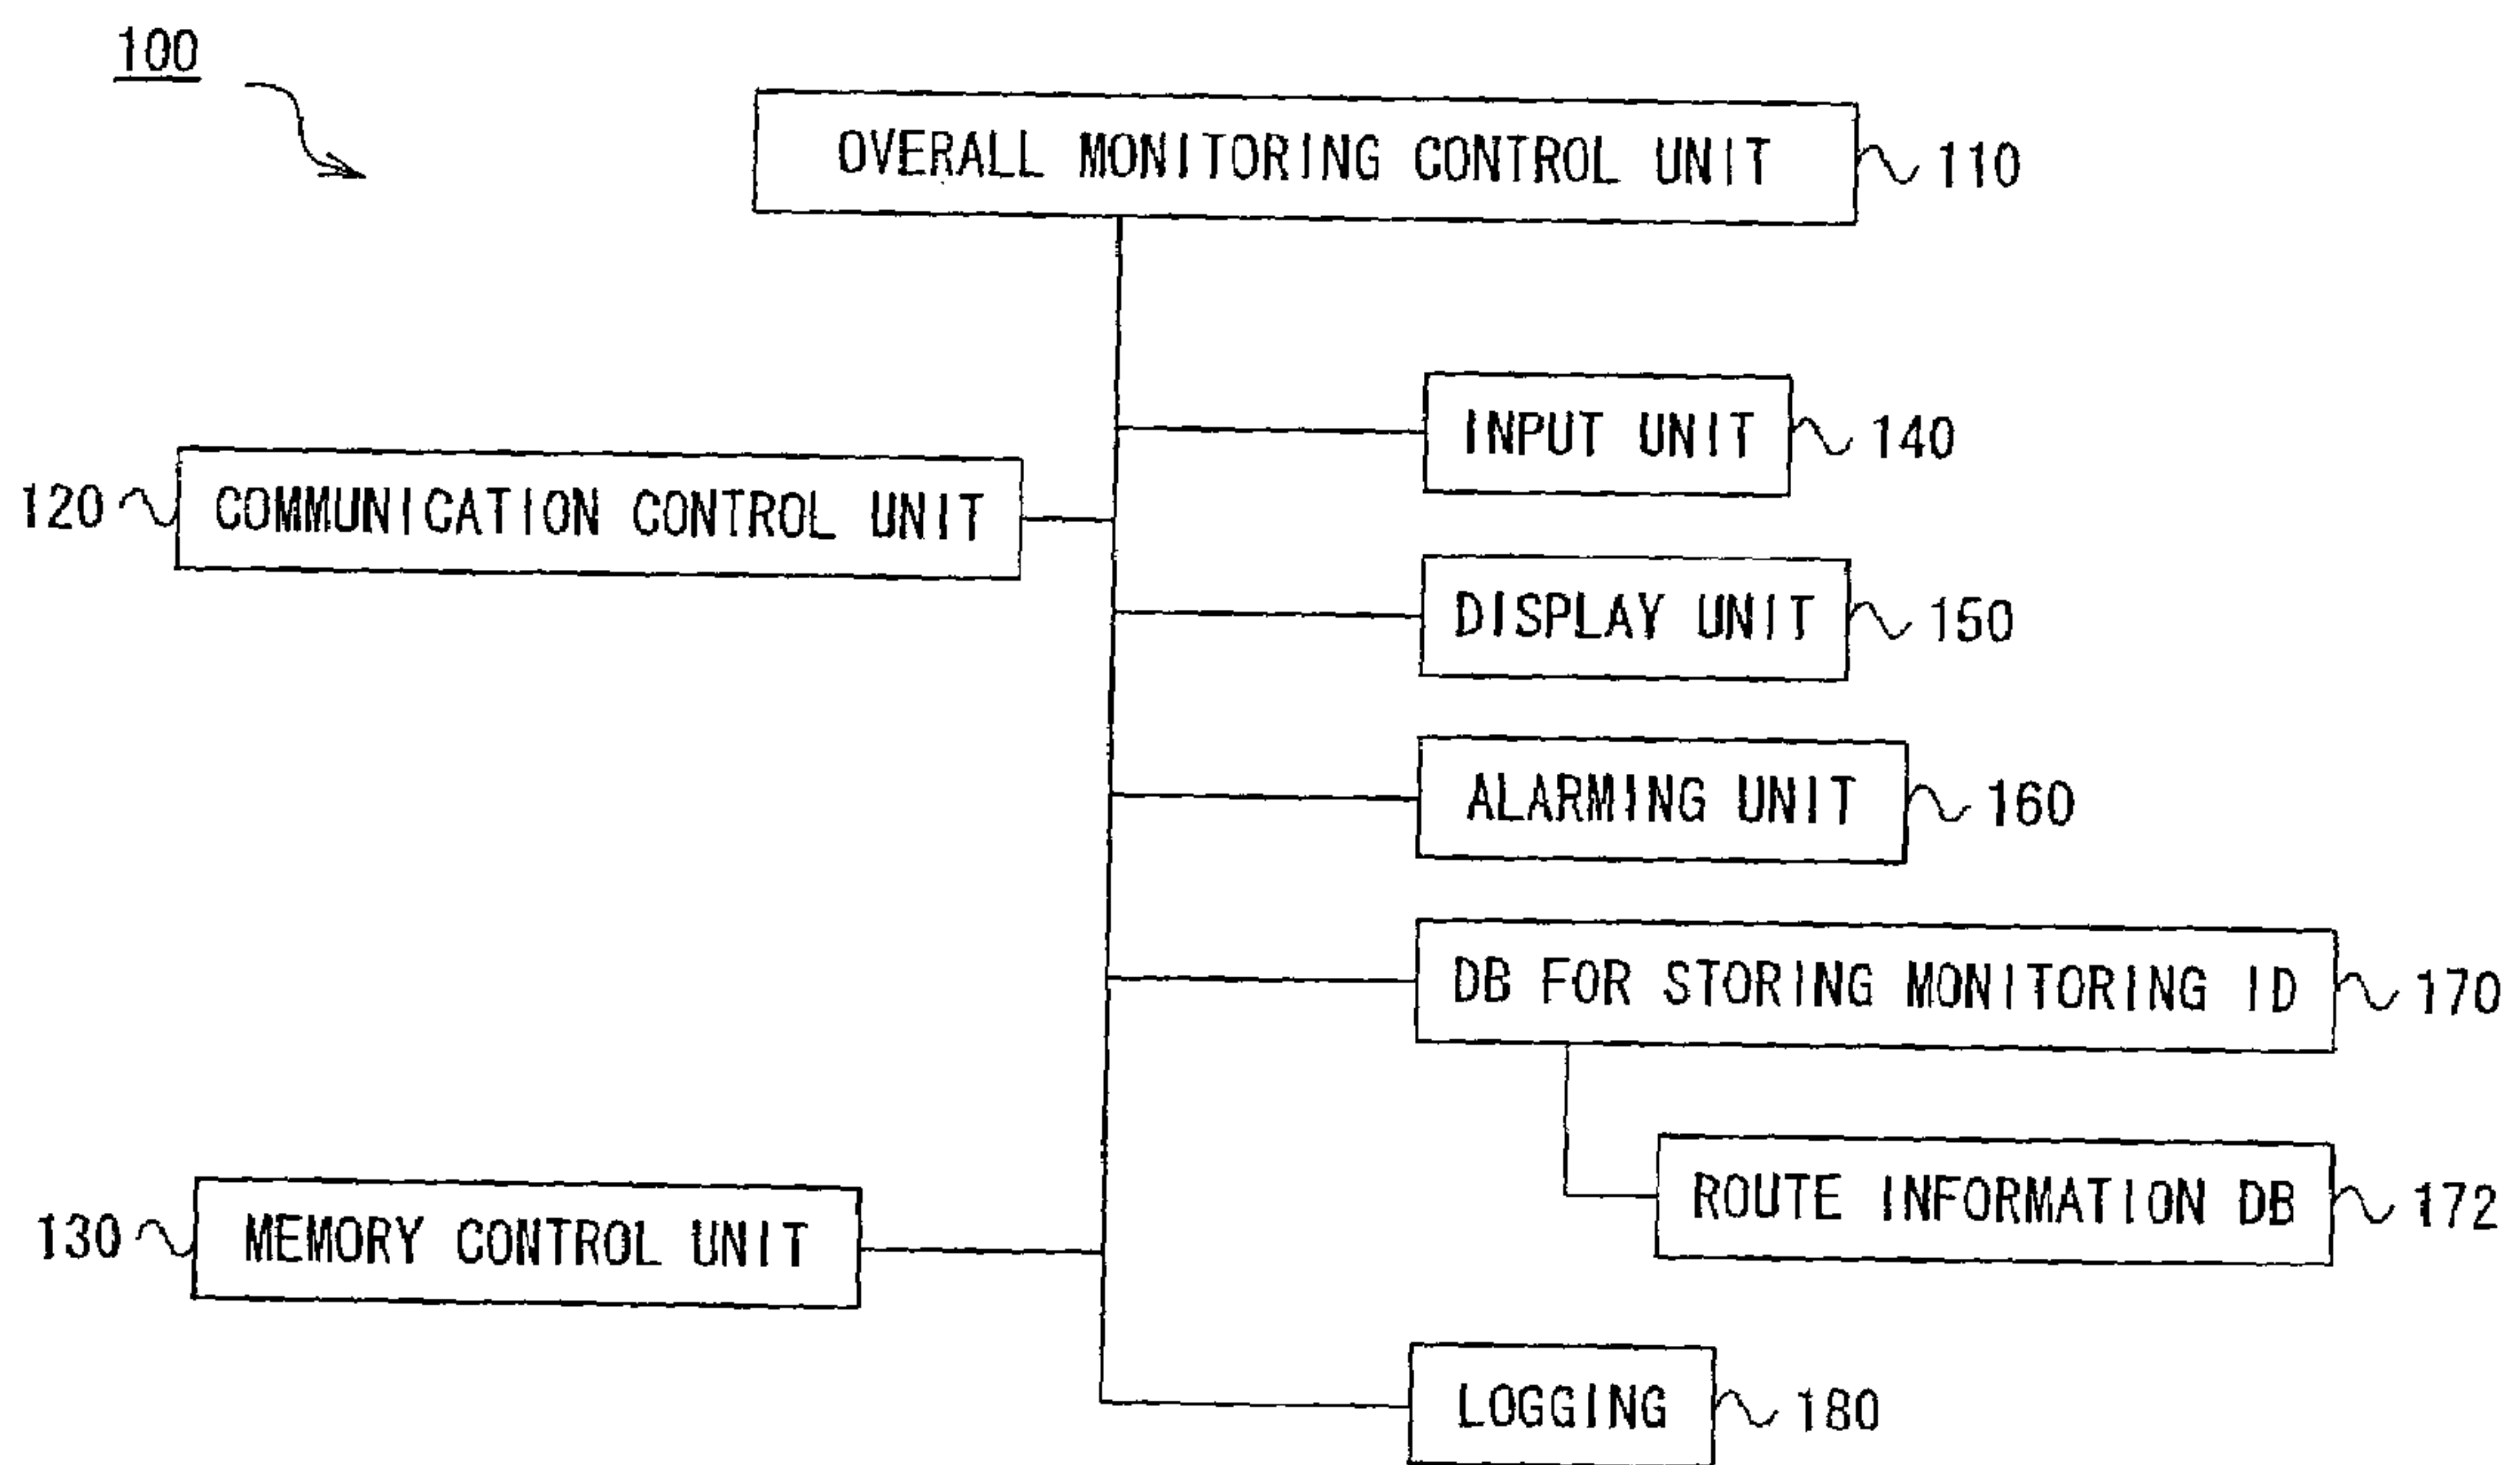 100
OVERALL MONITORING CONTROL UNIT 110
INPUT UNIT 140
120 COMMUNICATION CONTROL UNIT
DISPLAY UNIT 150
ALARMING UNIT 160
DB FOR STORING MONITORING ID 170
ROUTE INFORMATION DB 172
130 MEMORY CONTROL UNIT
LOGGING 180